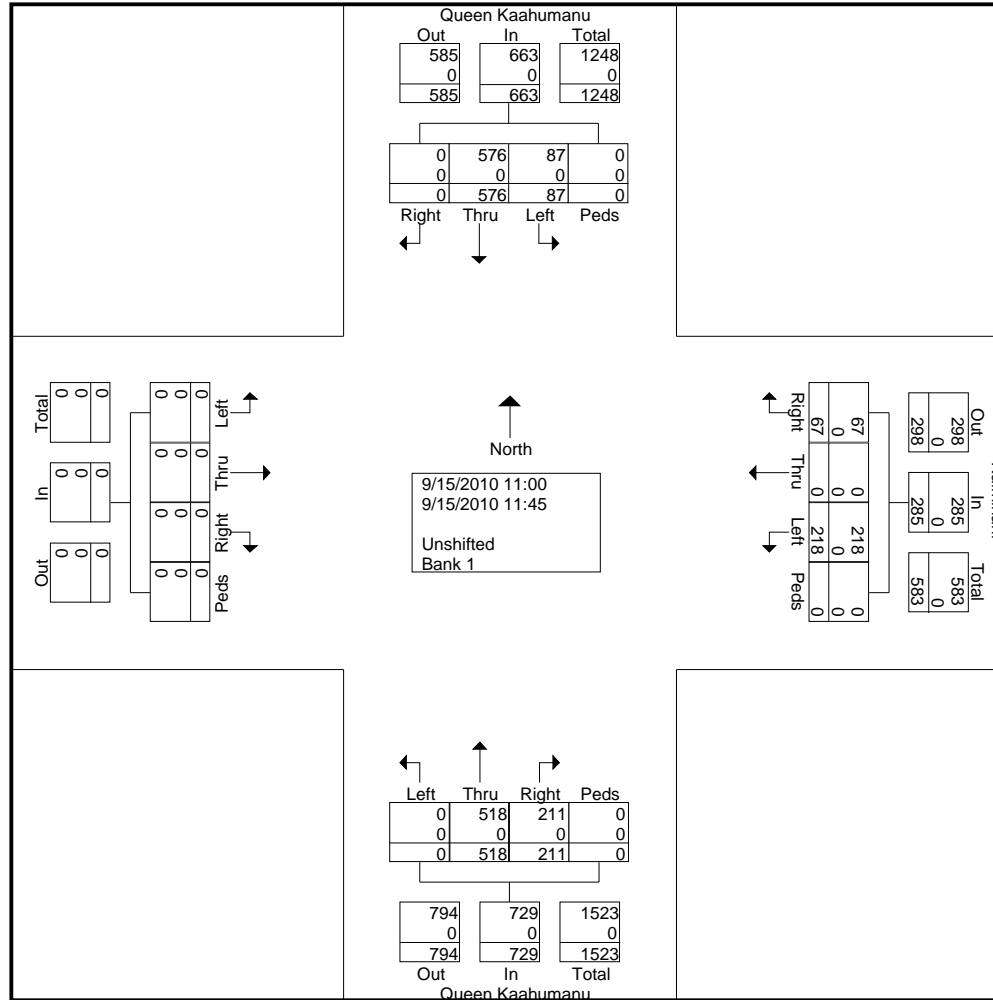 Queen Kaahumanu
Out In Total
585 663 1248
0 0 0
585 663 1248
0 576 87 0
0 0 0 0
0 576 87 0
Right Thru Left Peds
Total 0 0 0
In 0 0 0
Out 0 0 0
Left 0 0 0
Thru 0 0 0
Right 0 0 0
Peds 0 0 0
North
9/15/2010 11:00
9/15/2010 11:45
Unshifted
Bank 1
Right 67 0 67
Thru 0 0 0
Left 218 0 218
Peds 0 0 0
Out 298 0 298
In 285 0 285
Total 583 0 583
Left Thru Right Peds
0 518 211 0
0 0 0 0
0 518 211 0
794 729 1523
0 0 0
794 729 1523
Out In Total
Queen Kaahumanu